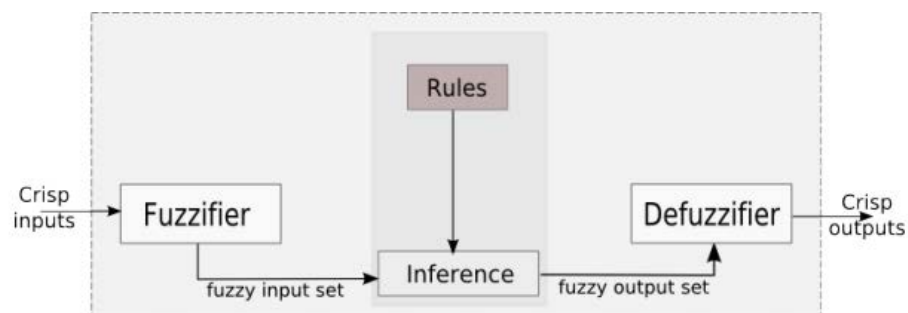 Rules
Crisp
inputs
Fuzzifier
Defuzzifier
Crisp
outputs
Inference
fuzzy input set
fuzzy output set